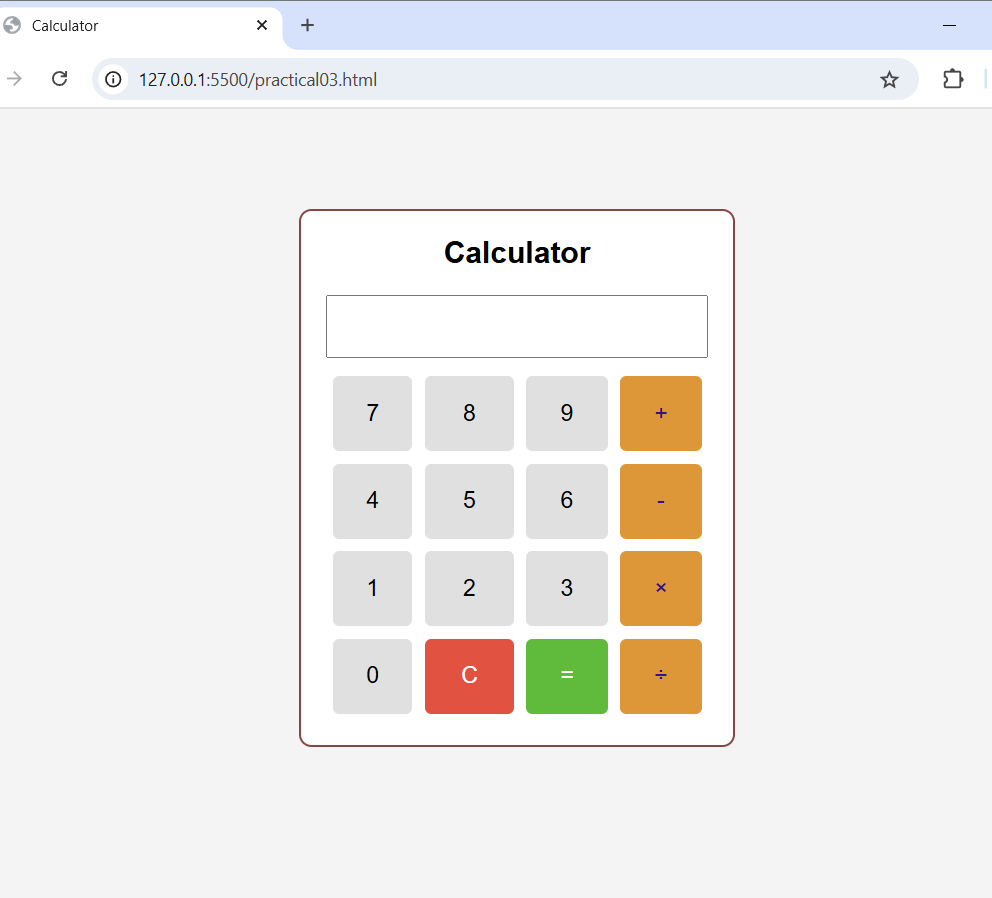 Calculator
127.0.0.1:5500/practical03.html
Calculator
7 8 9 +
4 5 6 -
1 2 3 ×
0 C = ÷